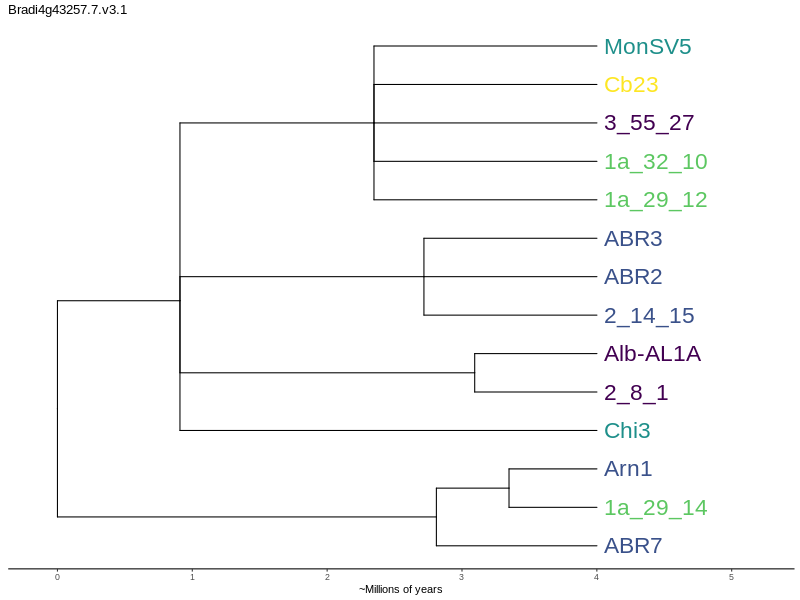 Bradi4g43257.7.v3.1
MonSV5
Cb23
3_55_27
1a_32_10
1a_29_12
ABR3
ABR2
2_14_15
Alb-AL1A
2_8_1
Chi3
Arn1
1a_29_14
ABR7
0 1 2 3 4 5
~Millions of years